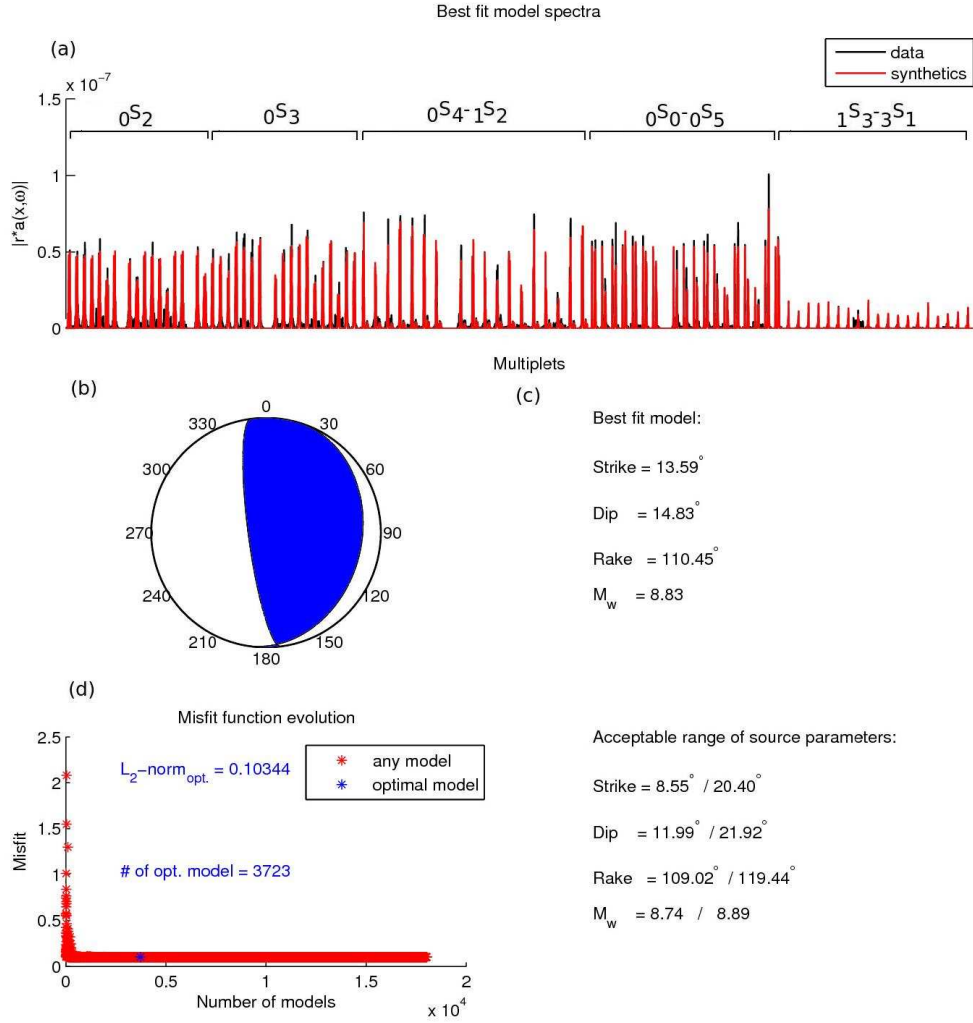 Best fit model spectra
(a)
data
synthetics
x 10⁻⁷
1.5
1
0.5
0
|r*a(x,ω)|
₀S₂
₀S₃
₀S₄-₁S₂
₀S₀-₀S₅
₁S₃-₃S₁
Multiplets
(b)
0
30
60
90
120
150
180
210
240
270
300
330
(c)
Best fit model:
Strike = 13.59°
Dip = 14.83°
Rake = 110.45°
M_w = 8.83
(d)
Misfit function evolution
2.5
2
1.5
1
0.5
0
Misfit
L₂-norm_opt. = 0.10344
# of opt. model = 3723
any model
optimal model
0
0.5
1
1.5
2
x 10⁴
Number of models
Acceptable range of source parameters:
Strike = 8.55° / 20.40°
Dip = 11.99° / 21.92°
Rake = 109.02° / 119.44°
M_w = 8.74 / 8.89